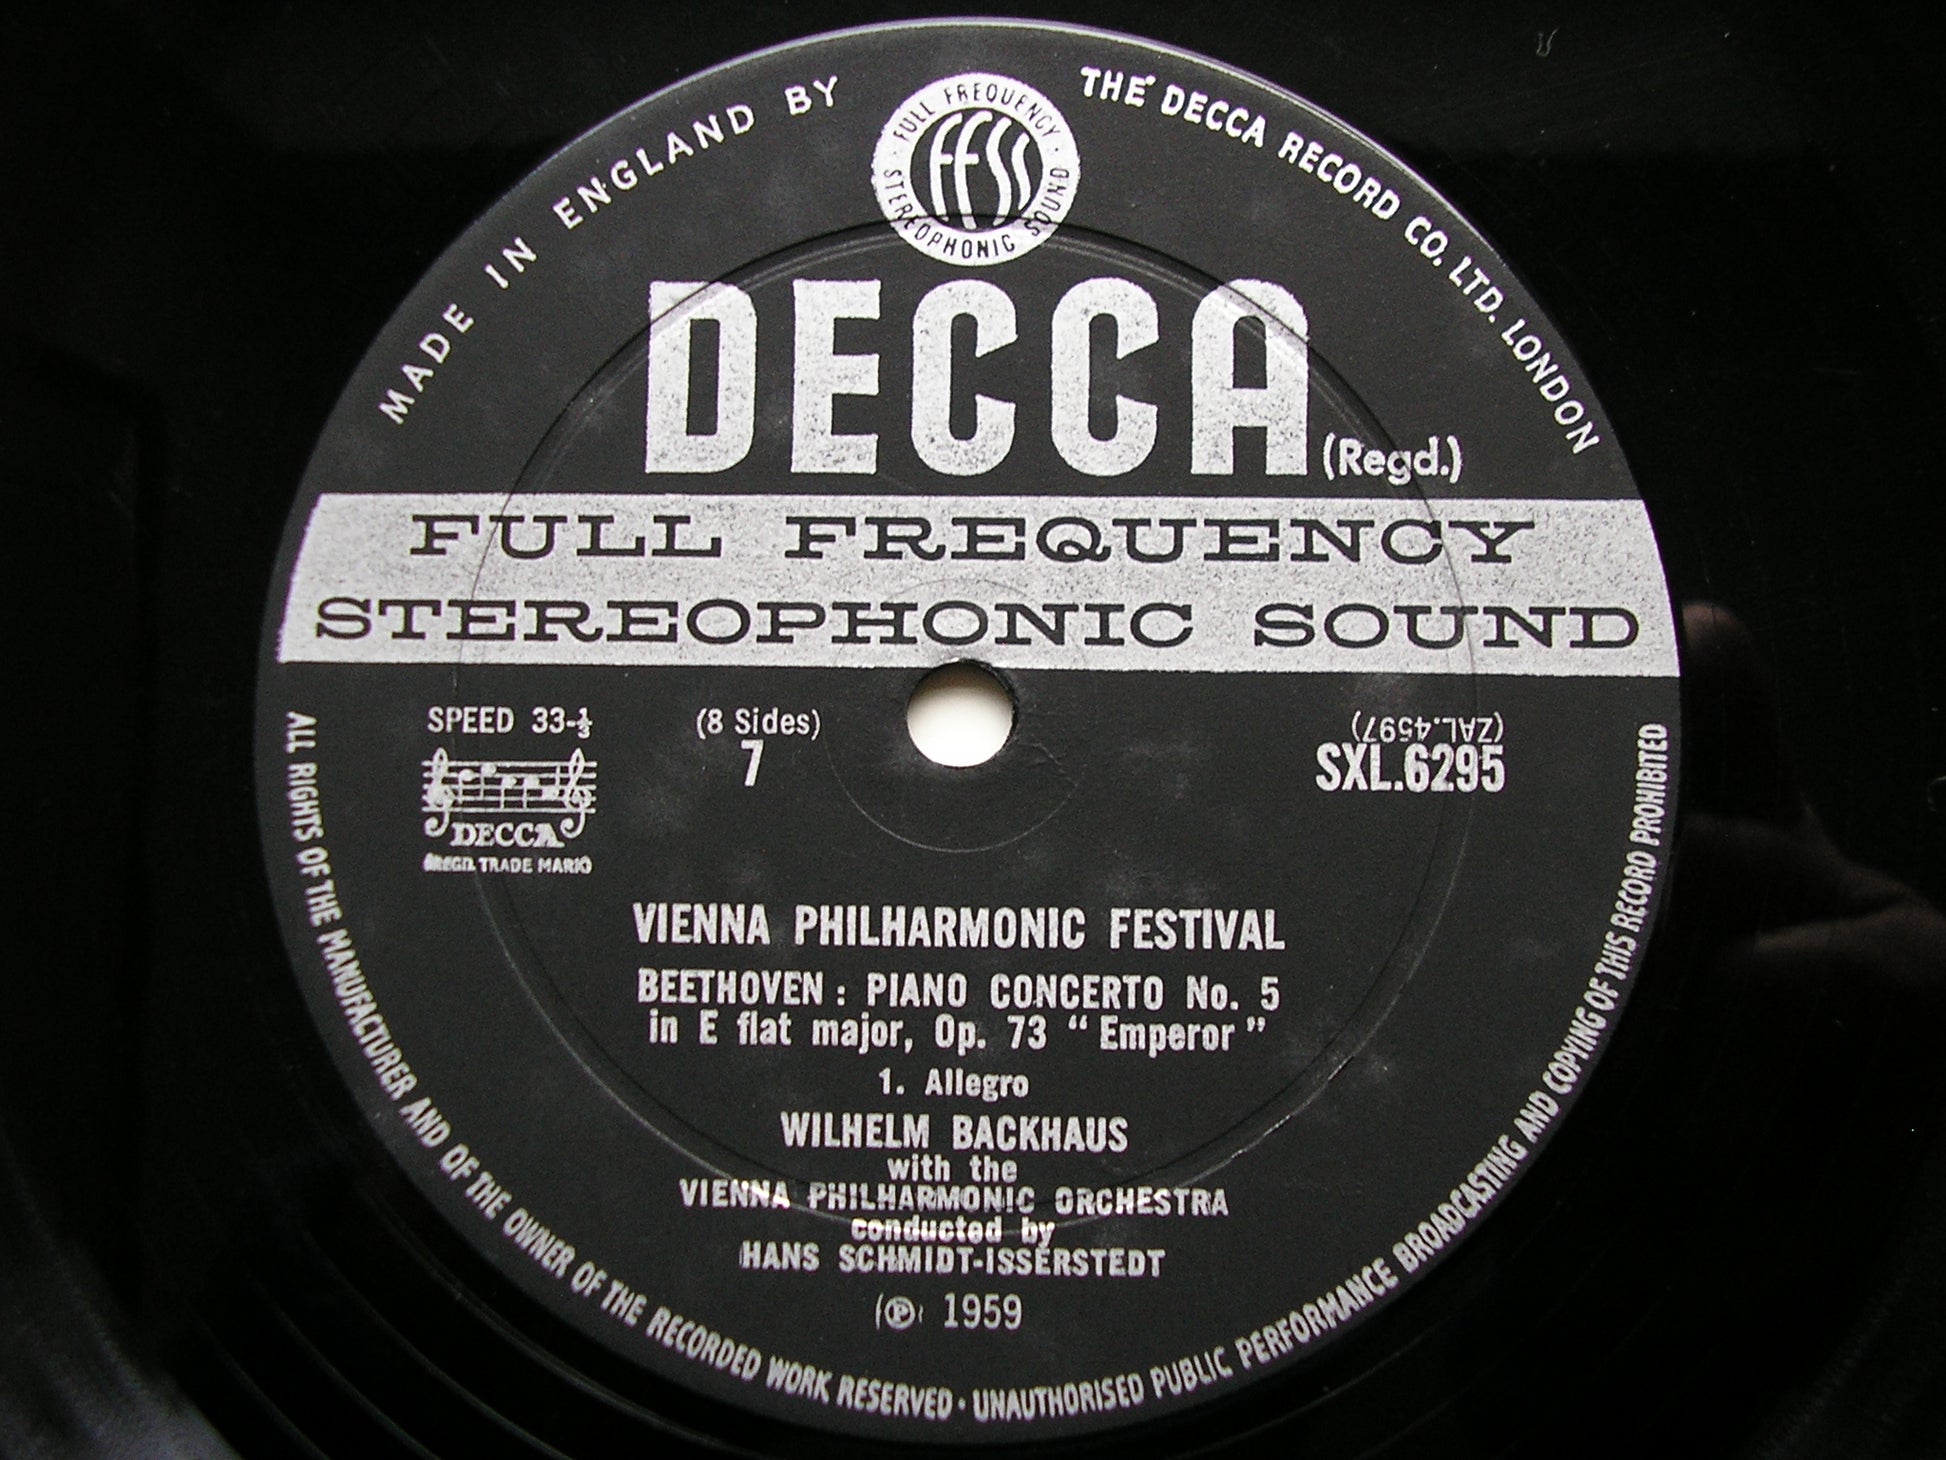 MADE IN ENGLAND BY
THE DECCA RECORD CO. LTD. LONDON
FULL FREQUENCY
FFSS
STEREOPHONIC SOUND
DECCA (Regd.)
FULL FREQUENCY
STEREOPHONIC SOUND
SPEED 33-⅓
(8 Sides)
7
(ZAL.4597)
SXL.6295
DECCA
REGD. TRADE MARK
VIENNA PHILHARMONIC FESTIVAL
BEETHOVEN : PIANO CONCERTO No. 5
in E flat major, Op. 73 “ Emperor ”
1. Allegro
WILHELM BACKHAUS
with the
VIENNA PHILHARMONIC ORCHESTRA
conducted by
HANS SCHMIDT-ISSERSTEDT
℗ 1959
ALL RIGHTS OF THE MANUFACTURER AND OF THE OWNER OF THE RECORDED WORK RESERVED · UNAUTHORISED PUBLIC PERFORMANCE BROADCASTING AND COPYING OF THIS RECORD PROHIBITED